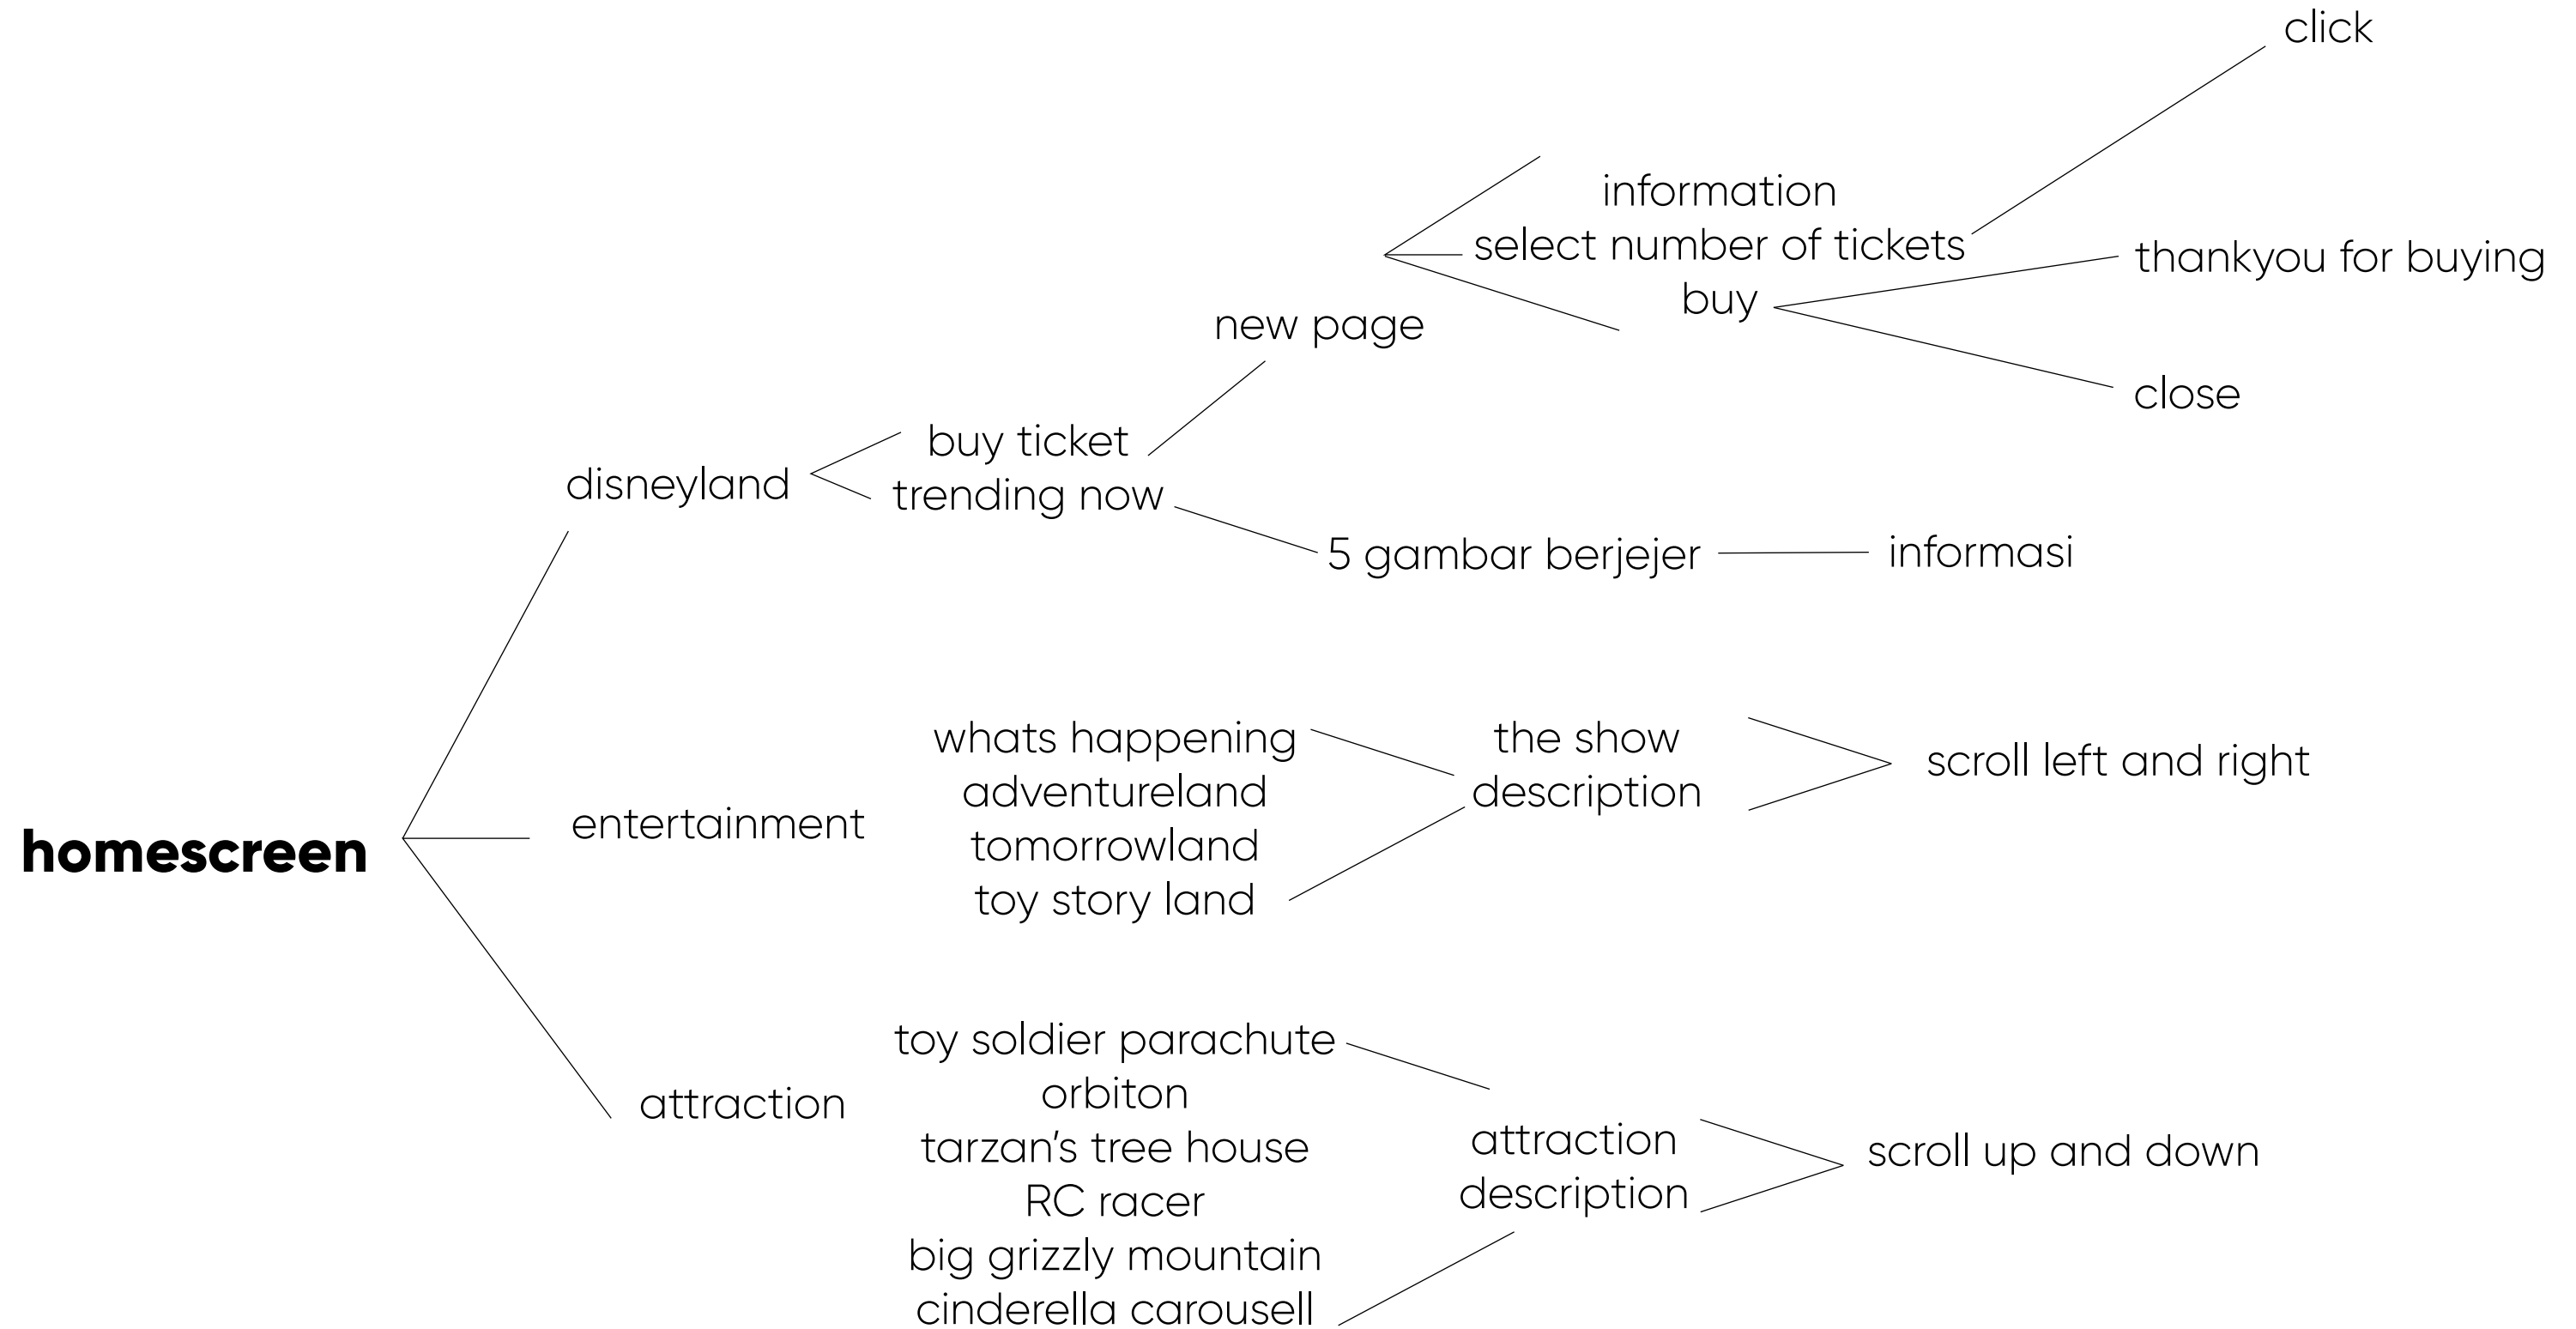 homescreen
disneyland
buy ticket
trending now
new page
information
select number of tickets
buy
click
thankyou for buying
close
5 gambar berjejer
informasi
entertainment
whats happening
adventureland
tomorrowland
toy story land
the show
description
scroll left and right
attraction
toy soldier parachute
orbiton
tarzan’s tree house
RC racer
big grizzly mountain
cinderella carousell
attraction
description
scroll up and down